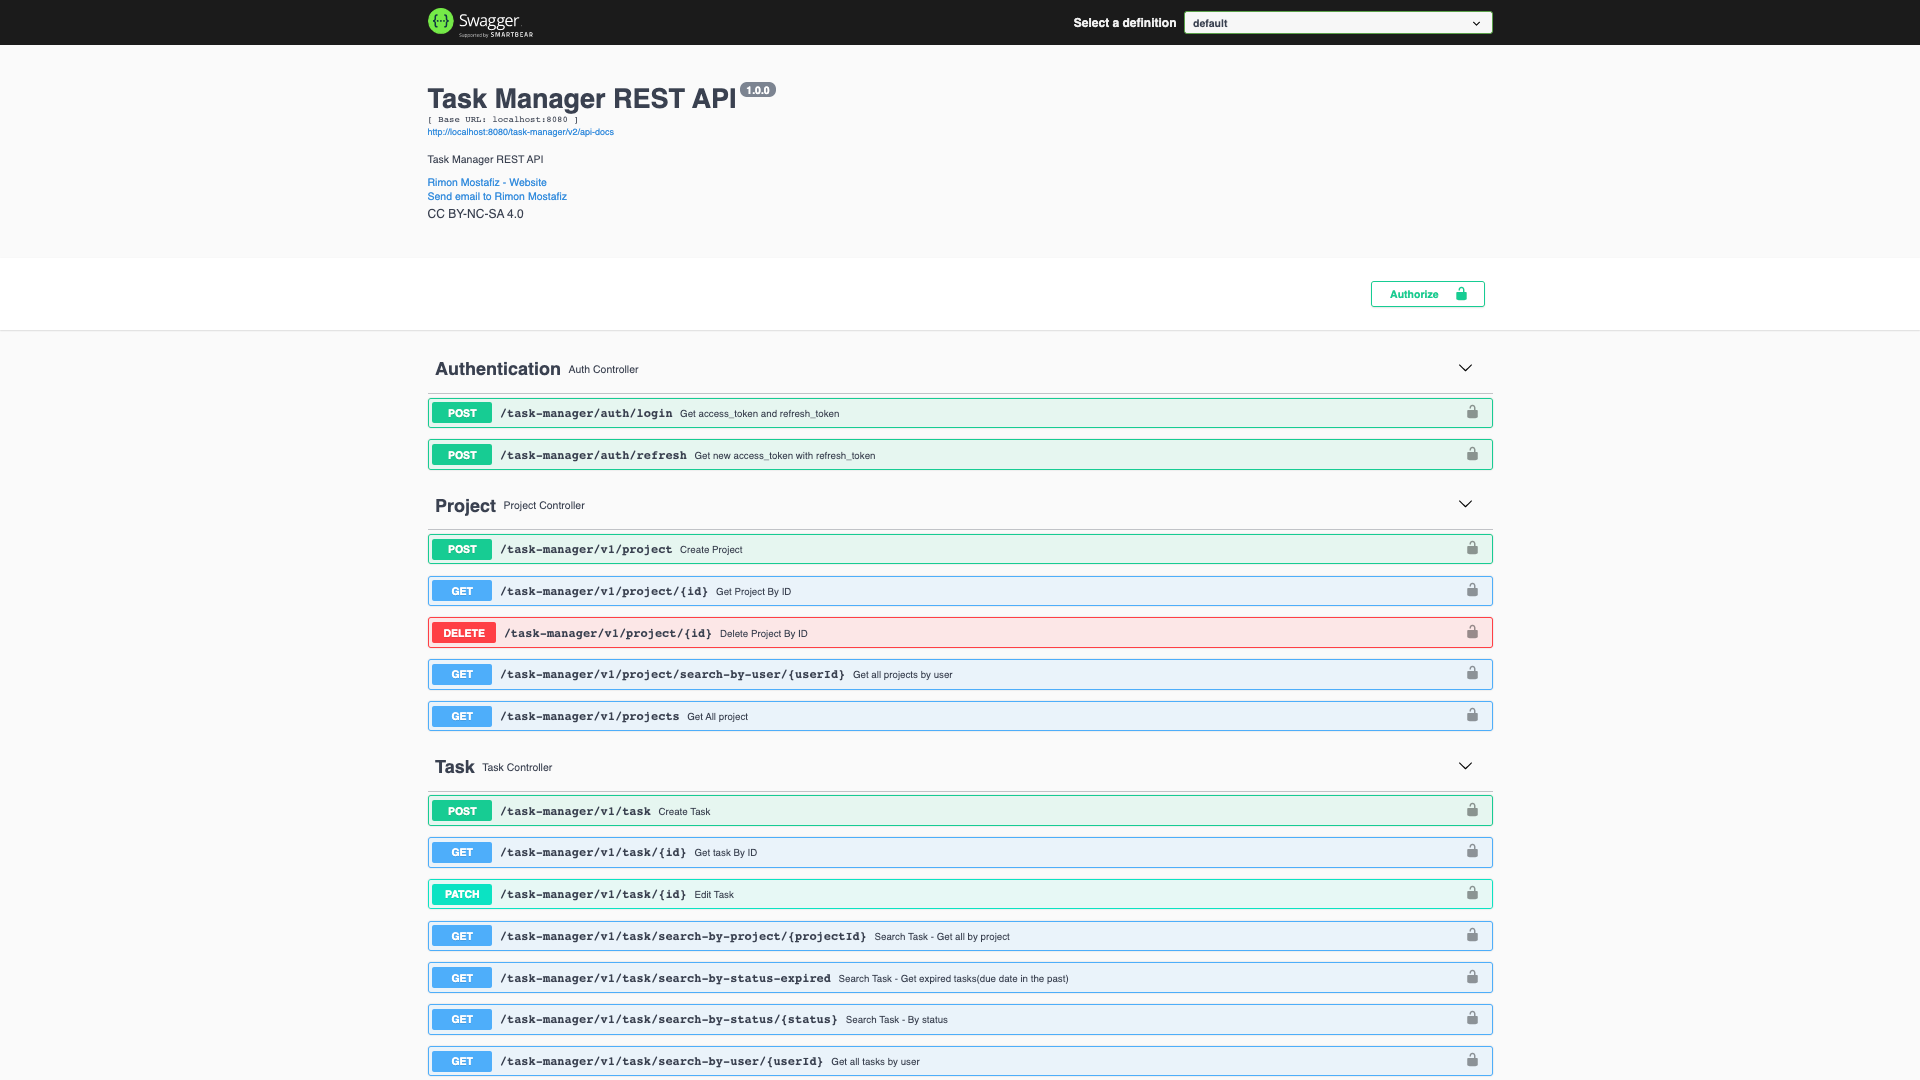 Swagger
Supported by SMARTBEAR
Select a definition default
Task Manager REST API 1.0.0
[ Base URL: localhost:8080 ]
http://localhost:8080/task-manager/v2/api-docs
Task Manager REST API
Rimon Mostafiz - Website
Send email to Rimon Mostafiz
CC BY-NC-SA 4.0
Authorize
Authentication Auth Controller
POST /task-manager/auth/login Get access_token and refresh_token
POST /task-manager/auth/refresh Get new access_token with refresh_token
Project Project Controller
POST /task-manager/v1/project Create Project
GET /task-manager/v1/project/{id} Get Project By ID
DELETE /task-manager/v1/project/{id} Delete Project By ID
GET /task-manager/v1/project/search-by-user/{userId} Get all projects by user
GET /task-manager/v1/projects Get All project
Task Task Controller
POST /task-manager/v1/task Create Task
GET /task-manager/v1/task/{id} Get task By ID
PATCH /task-manager/v1/task/{id} Edit Task
GET /task-manager/v1/task/search-by-project/{projectId} Search Task - Get all by project
GET /task-manager/v1/task/search-by-status-expired Search Task - Get expired tasks(due date in the past)
GET /task-manager/v1/task/search-by-status/{status} Search Task - By status
GET /task-manager/v1/task/search-by-user/{userId} Get all tasks by user